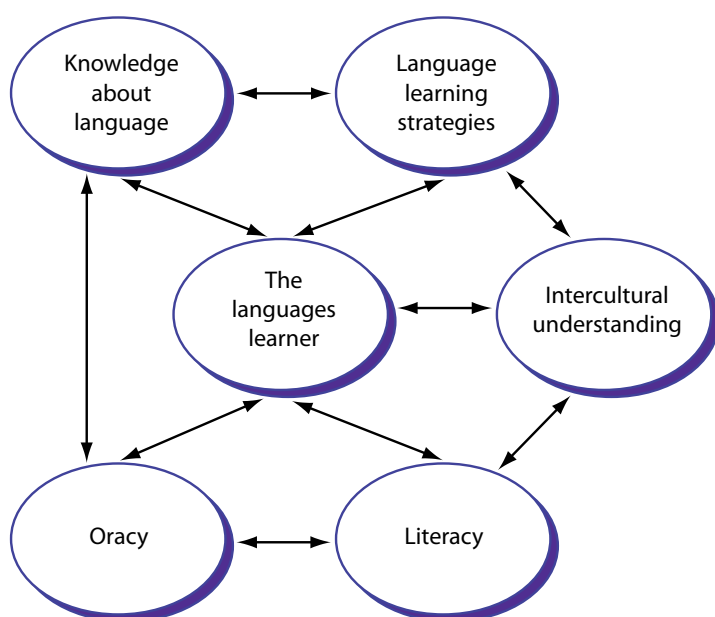 Knowledge
about
language
Language
learning
strategies
The
languages
learner
Intercultural
understanding
Oracy
Literacy